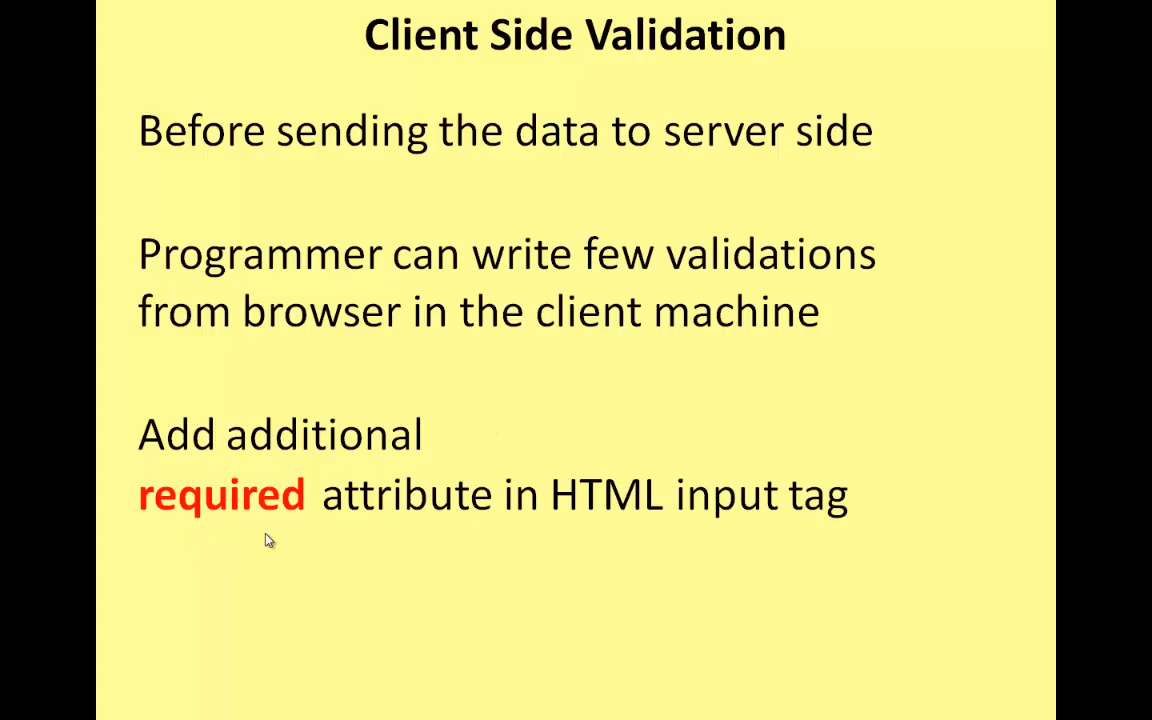 Client Side Validation
Before sending the data to server side
Programmer can write few validations
from browser in the client machine
Add additional
required attribute in HTML input tag